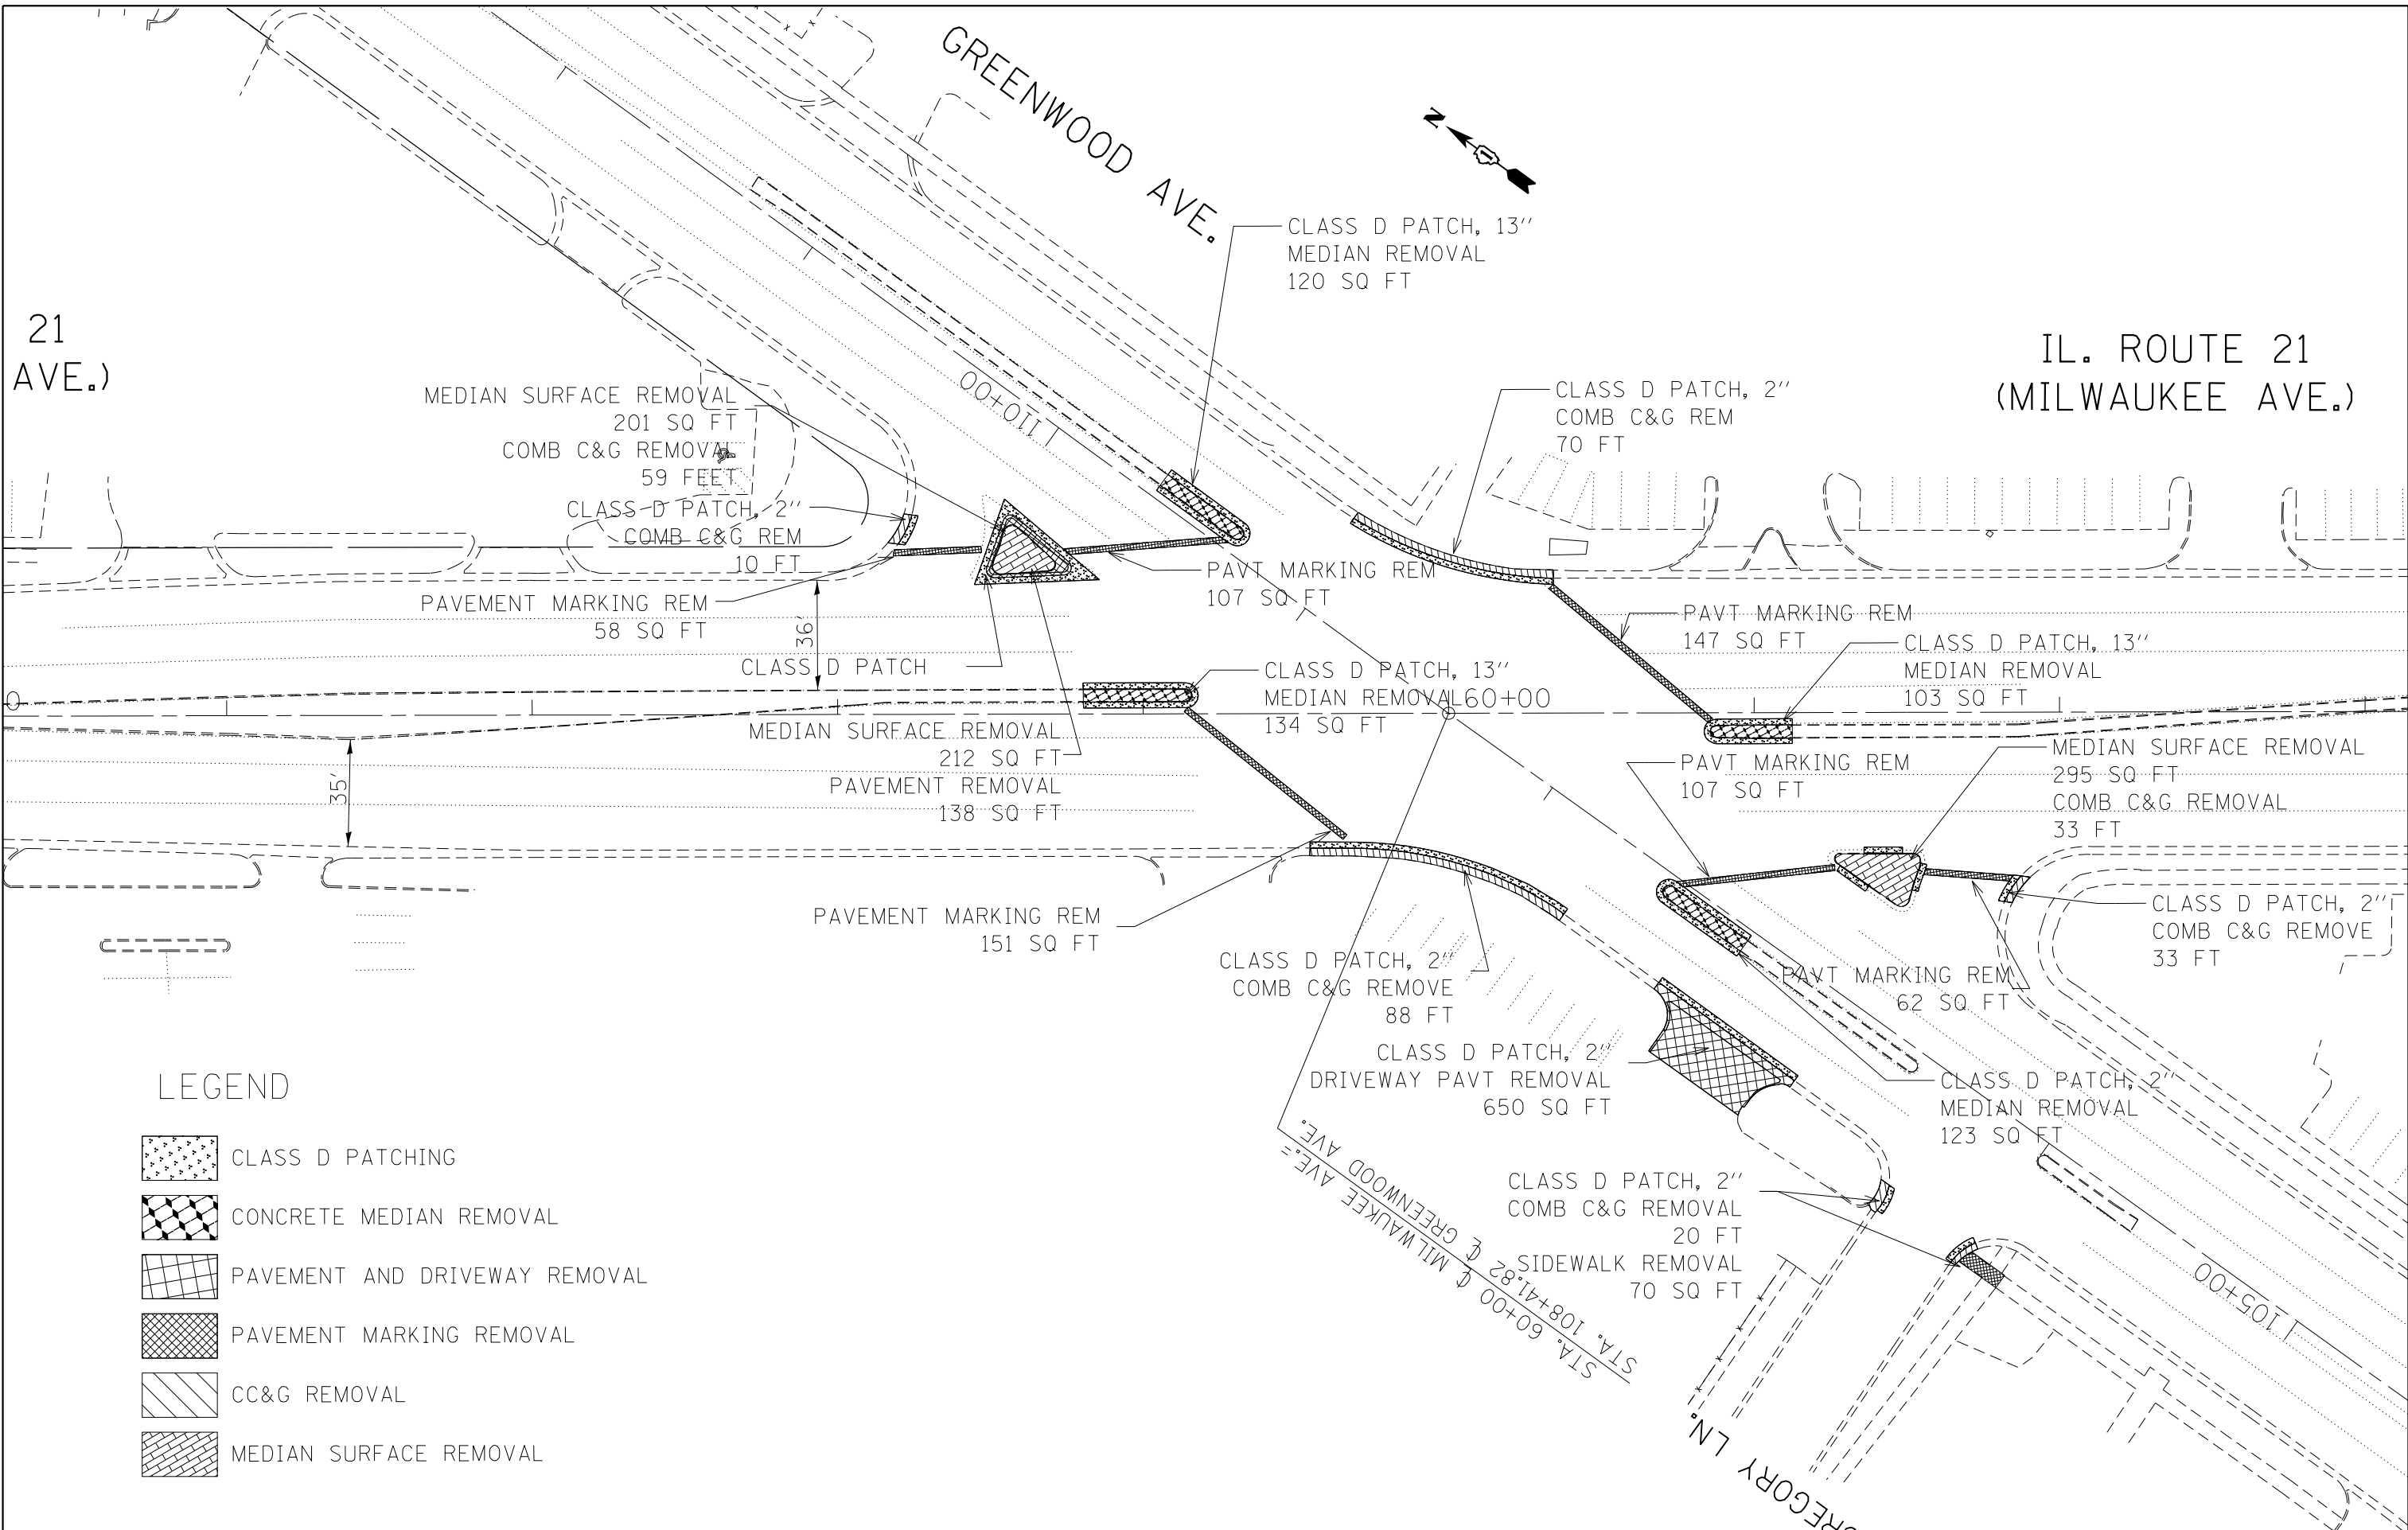 GREENWOOD AVE.
N
CLASS D PATCH, 13"
MEDIAN REMOVAL
120 SQ FT
21
AVE.)
IL. ROUTE 21
(MILWAUKEE AVE.)
110+00
MEDIAN SURFACE REMOVAL
201 SQ FT
COMB C&G REMOVAL
59 FEET
CLASS D PATCH, 2"
COMB C&G REM
10 FT
CLASS D PATCH, 2"
COMB C&G REM
70 FT
PAVEMENT MARKING REM
58 SQ FT
36'
PAVT MARKING REM
107 SQ FT
PAVT MARKING REM
147 SQ FT
CLASS D PATCH, 13"
MEDIAN REMOVAL
103 SQ FT
CLASS D PATCH
CLASS D PATCH, 13"
MEDIAN REMOVAL
134 SQ FT
60+00
MEDIAN SURFACE REMOVAL
212 SQ FT
PAVEMENT REMOVAL
138 SQ FT
35'
PAVT MARKING REM
107 SQ FT
MEDIAN SURFACE REMOVAL
295 SQ FT
COMB C&G REMOVAL
33 FT
PAVEMENT MARKING REM
151 SQ FT
CLASS D PATCH, 2"
COMB C&G REMOVE
88 FT
CLASS D PATCH, 2"
COMB C&G REMOVE
33 FT
PAVT MARKING REM
62 SQ FT
CLASS D PATCH, 2"
DRIVEWAY PAVT REMOVAL
650 SQ FT
CLASS D PATCH, 2"
MEDIAN REMOVAL
123 SQ FT
CLASS D PATCH, 2"
COMB C&G REMOVAL
20 FT
SIDEWALK REMOVAL
70 SQ FT
STA. 60+00 ℄ MILWAUKEE AVE.=
STA. 108+41.82 ℄ GREENWOOD AVE.
105+00
GREGORY LN.
LEGEND
CLASS D PATCHING
CONCRETE MEDIAN REMOVAL
PAVEMENT AND DRIVEWAY REMOVAL
PAVEMENT MARKING REMOVAL
CC&G REMOVAL
MEDIAN SURFACE REMOVAL